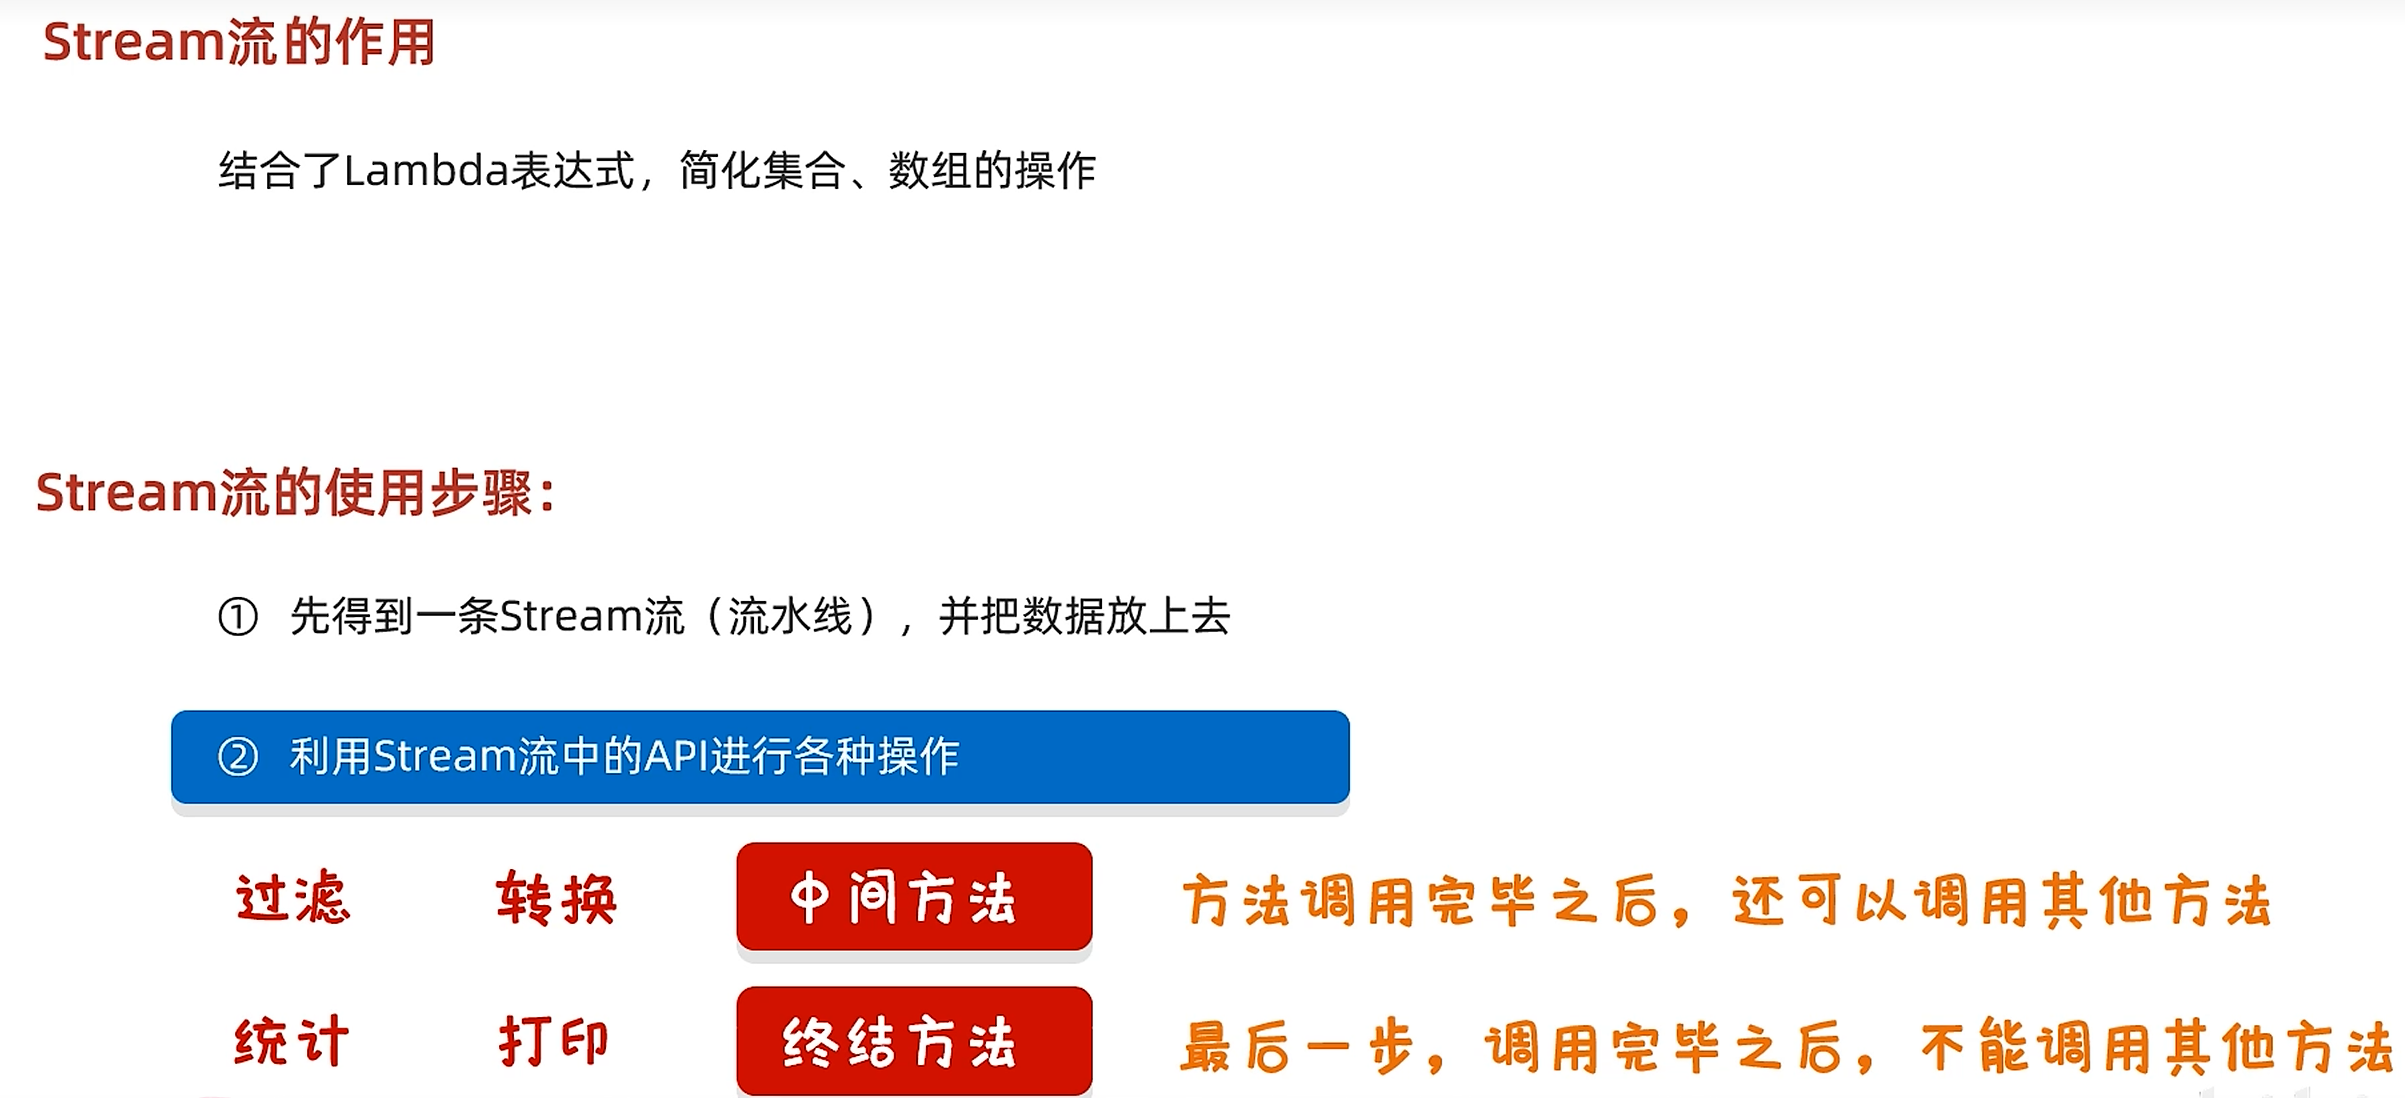 Stream流的作用
结合了Lambda表达式，简化集合、数组的操作
Stream流的使用步骤：
① 先得到一条Stream流（流水线），并把数据放上去
② 利用Stream流中的API进行各种操作
过滤 转换 中间方法 方法调用完毕之后，还可以调用其他方法
统计 打印 终结方法 最后一步，调用完毕之后，不能调用其他方法